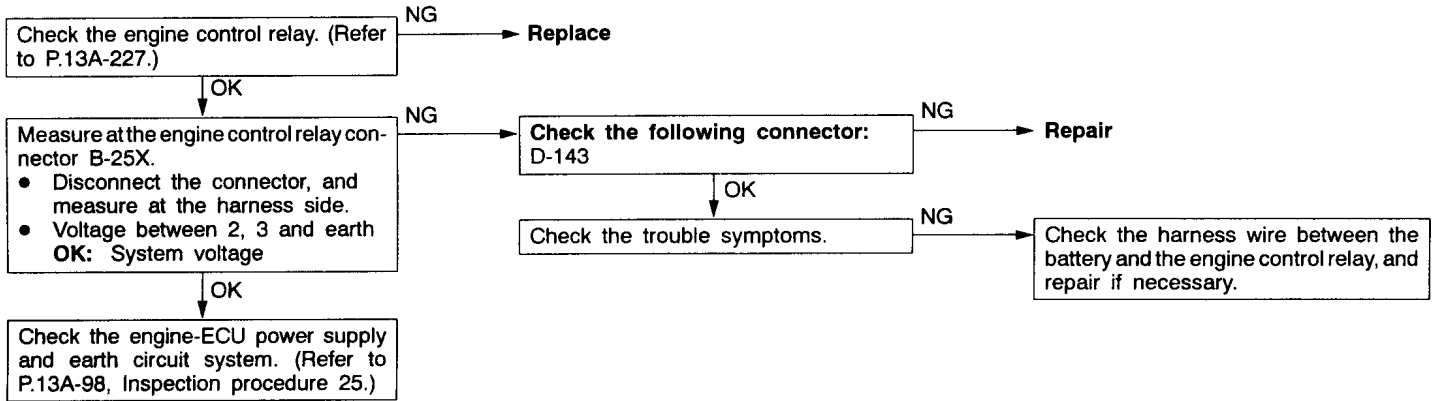 Check the engine control relay. (Refer
to P.13A-227.)
NG
Replace
OK
Measure at the engine control relay con-
nector B-25X.
● Disconnect the connector, and
measure at the harness side.
● Voltage between 2, 3 and earth
OK: System voltage
NG
Check the following connector:
D-143
NG
Repair
OK
Check the trouble symptoms.
NG
Check the harness wire between the
battery and the engine control relay, and
repair if necessary.
OK
Check the engine-ECU power supply
and earth circuit system. (Refer to
P.13A-98, Inspection procedure 25.)